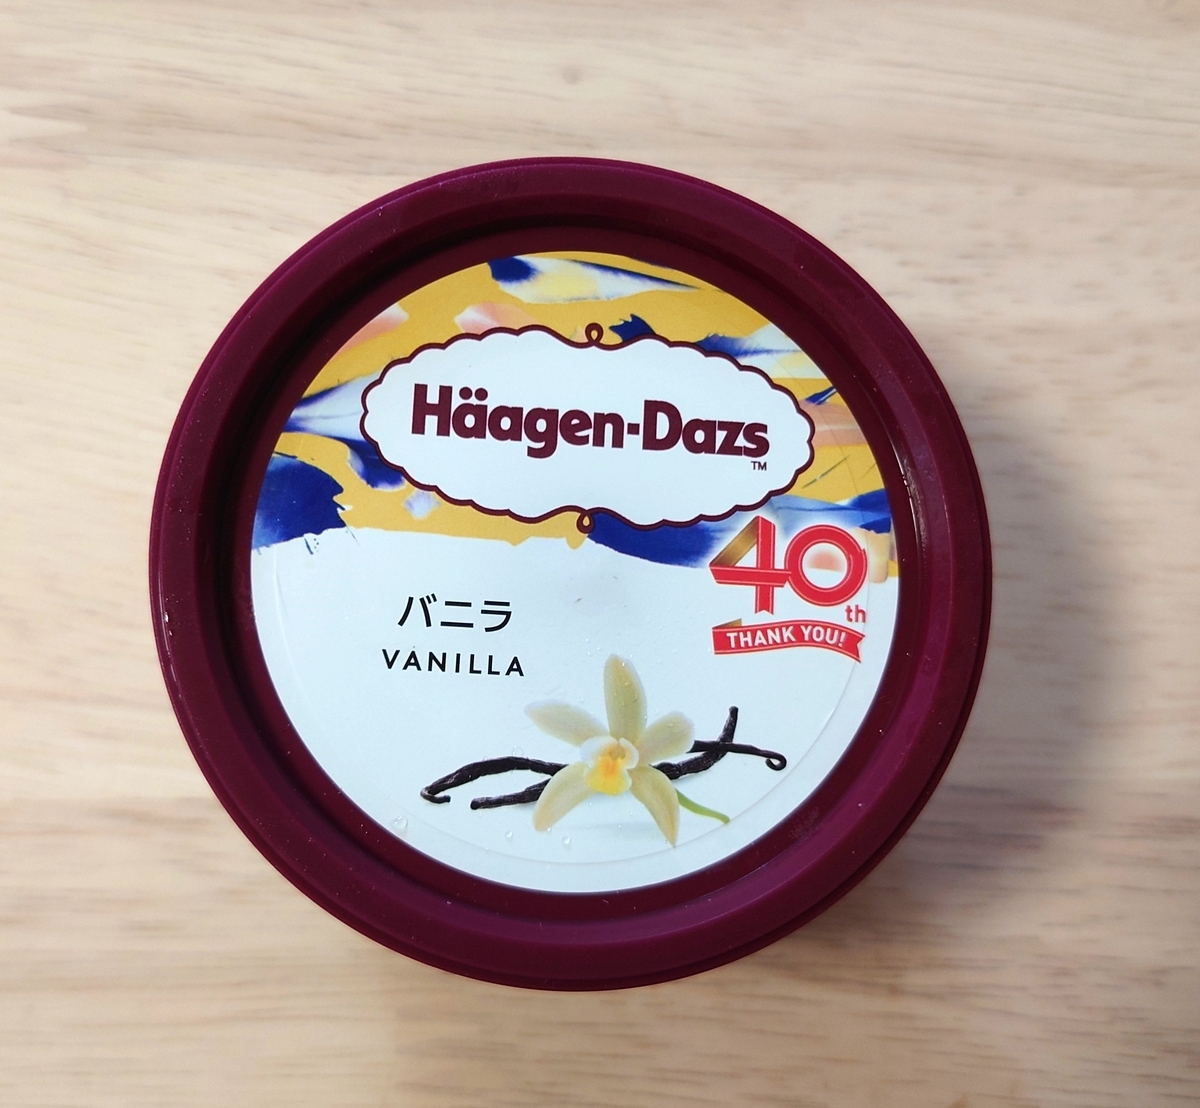 Häagen-Dazs
TM
40
th
THANK YOU!
バニラ
VANILLA